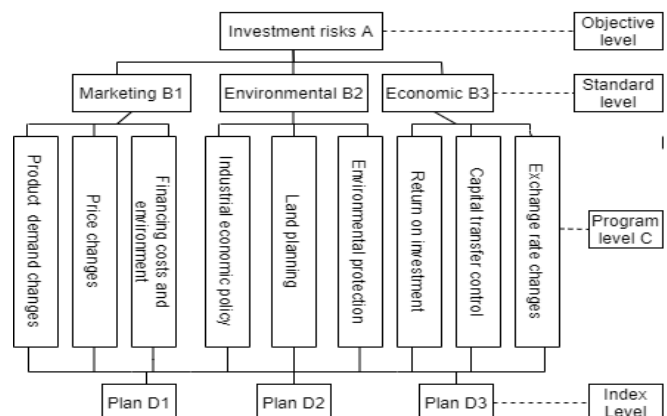 Investment risks A
Objective
level
Marketing B1
Environmental B2
Economic B3
Standard
level
Product demand changes
Price changes
Financing costs and
environment
Industrial economic policy
Land planning
Environmental protection
Return on investment
Capital transfer control
Exchange rate changes
Program
level C
Plan D1
Plan D2
Plan D3
Index
Level